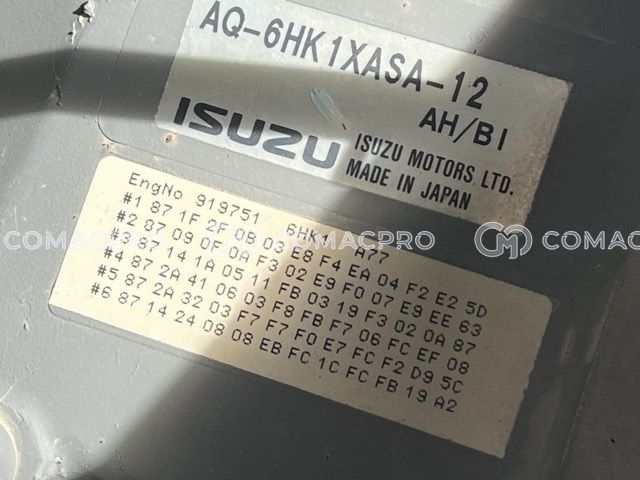 AQ-6HK1XASA-12
AH/BI
ISUZU
ISUZU MOTORS LTD.
MADE IN JAPAN
EngNo 919751 6HK1 A77
#1 87 1F 2F 0B 03 E8 F4 EA 04 F2 E2 5D
#2 87 09 0F 0A F3 02 E9 F0 07 E9 EE 63
#3 87 14 1A 05 11 FB 03 19 F3 02 0A 87
#4 87 2A 41 06 03 F8 FB F7 06 FC EF 08
#5 87 2A 32 03 F7 F7 F0 E7 FC F2 D9 5C
#6 87 14 24 08 08 EB FC 1C FC FB 19 A2
COMACPRO
COMACPRO